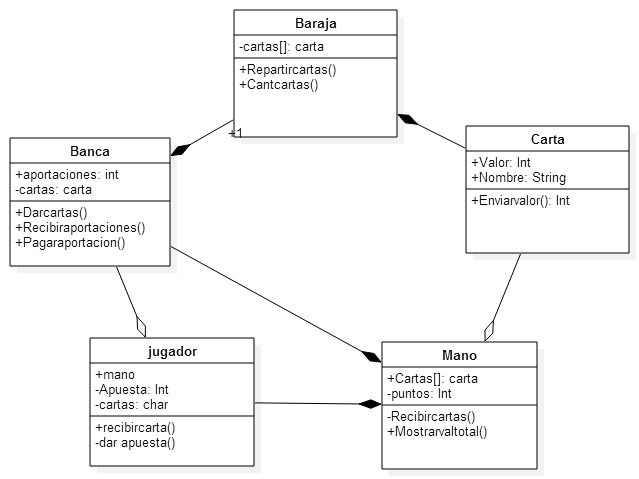 Baraja
-cartas[]: carta
+Repartircartas()
+Cantcartas()
+1
Banca
+aportaciones: int
-cartas: carta
+Darcartas()
+Recibiraportaciones()
+Pagaraportacion()
Carta
+Valor: Int
+Nombre: String
+Enviarvalor(): Int
jugador
+mano
-Apuesta: Int
-cartas: char
+recibircarta()
-dar apuesta()
Mano
+Cartas[]: carta
-puntos: Int
-Recibircartas()
+Mostrarvaltotal()